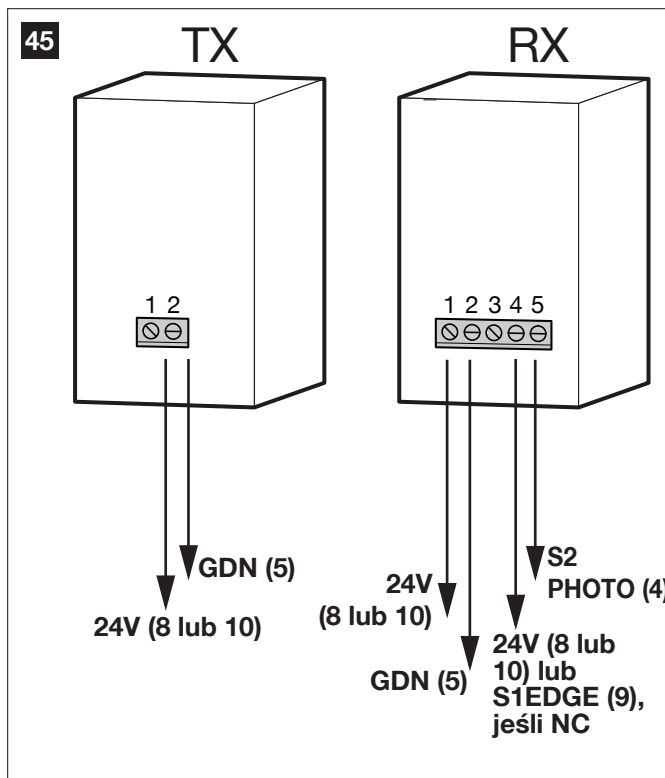 45
TX
RX
1 2
1 2 3 4 5
GDN (5)
24V (8 lub 10)
24V
(8 lub 10)
GDN (5)
S2
PHOTO (4)
24V (8 lub
10) lub
S1EDGE (9),
jeśli NC